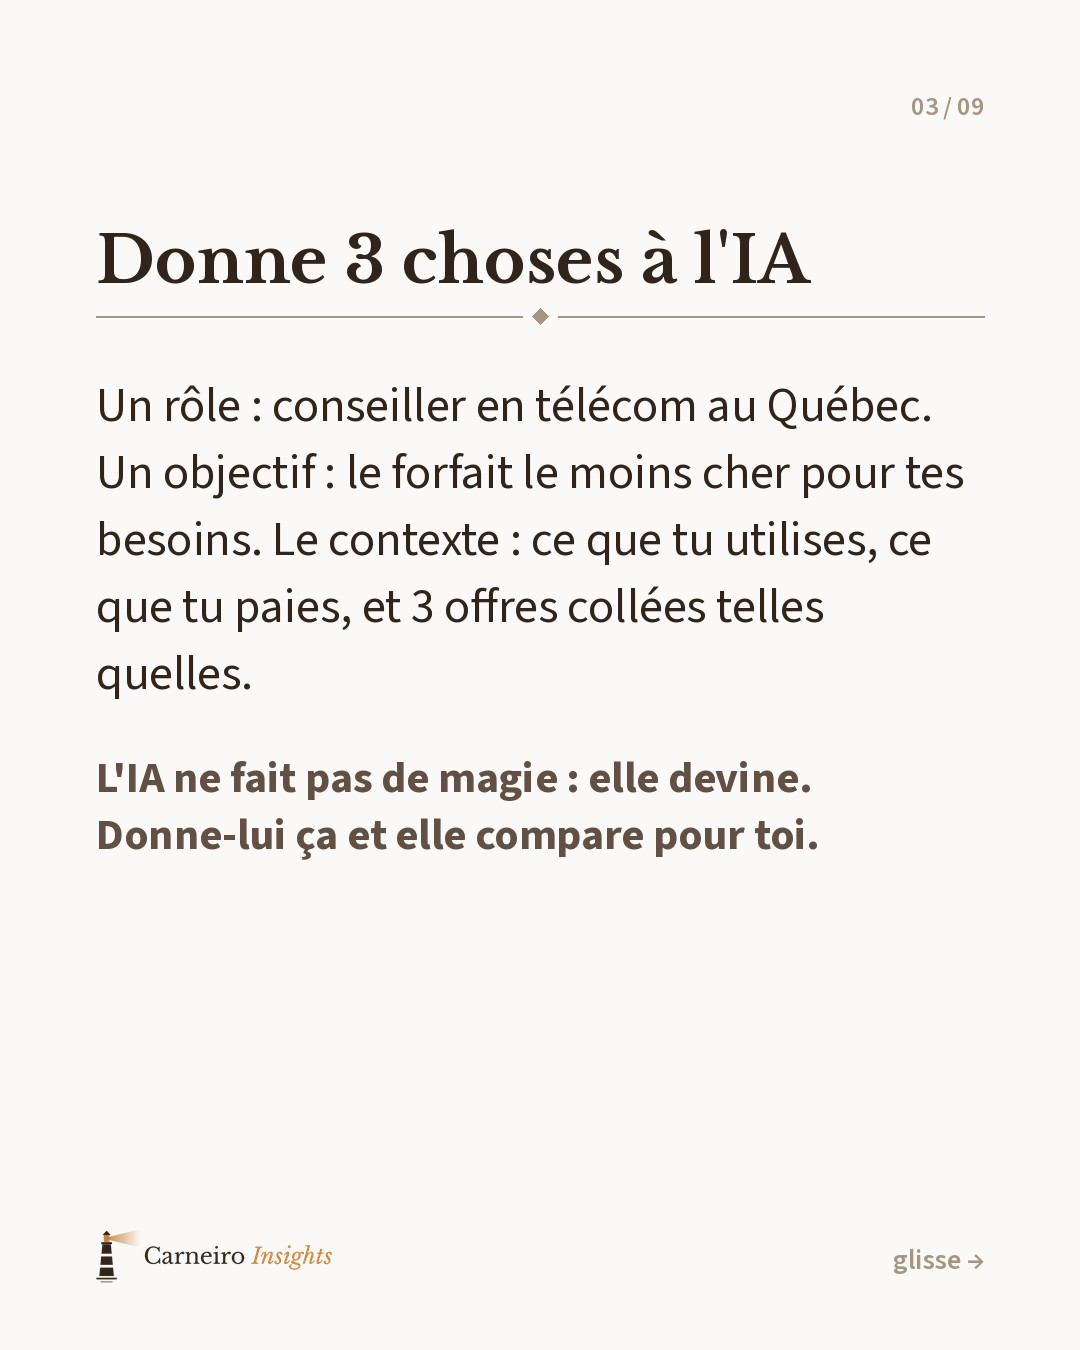 03 / 09
Donne 3 choses à l'IA
Un rôle : conseiller en télécom au Québec.
Un objectif : le forfait le moins cher pour tes
besoins. Le contexte : ce que tu utilises, ce
que tu paies, et 3 offres collées telles
quelles.
L'IA ne fait pas de magie : elle devine.
Donne-lui ça et elle compare pour toi.
Carneiro Insights
glisse →